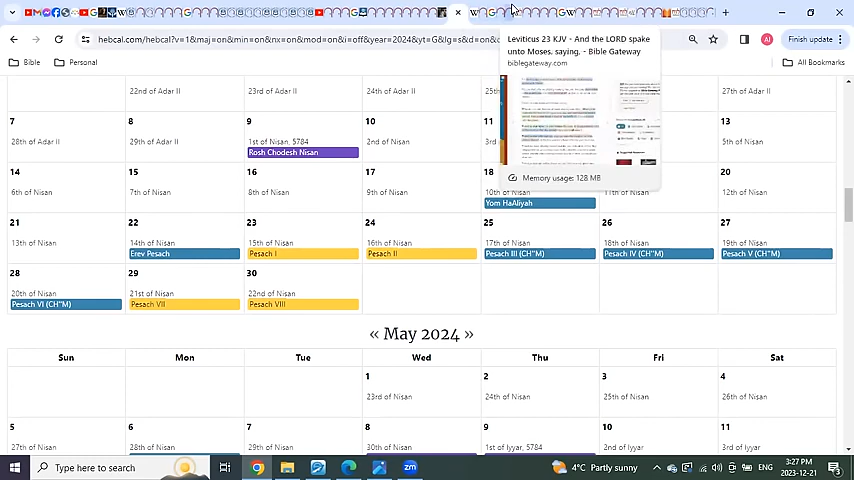 hebcal.com/hebcal?v=1&maj=on&min=on&nx=on&mod=on&i=off&year=2024&yt=G&lg=s&d=on&c
Finish update
Bible
Personal
All Bookmarks
Leviticus 23 KJV - And the LORD spake
unto Moses, saying, - Bible Gateway
biblegateway.com
Memory usage: 128 MB
22nd of Adar II
23rd of Adar II
24th of Adar II
25t
27th of Adar II
7
28th of Adar II
8
29th of Adar II
9
1st of Nisan, 5784
Rosh Chodesh Nisan
10
2nd of Nisan
11
3rd
13
5th of Nisan
14
6th of Nisan
15
7th of Nisan
16
8th of Nisan
17
9th of Nisan
18
10th of Nisan
Yom HaAliyah
11th of Nisan
20
12th of Nisan
21
13th of Nisan
22
14th of Nisan
Erev Pesach
23
15th of Nisan
Pesach I
24
16th of Nisan
Pesach II
25
17th of Nisan
Pesach III (CH"M)
26
18th of Nisan
Pesach IV (CH"M)
27
19th of Nisan
Pesach V (CH"M)
28
20th of Nisan
Pesach VI (CH"M)
29
21st of Nisan
Pesach VII
30
22nd of Nisan
Pesach VIII
« May 2024 »
Sun
Mon
Tue
Wed
Thu
Fri
Sat
1
23rd of Nisan
2
24th of Nisan
3
25th of Nisan
4
26th of Nisan
5
27th of Nisan
6
28th of Nisan
7
29th of Nisan
8
30th of Nisan
9
1st of Iyyar, 5784
10
2nd of Iyyar
11
3rd of Iyyar
Type here to search
4°C Partly sunny
ENG
3:27 PM
2023-12-21